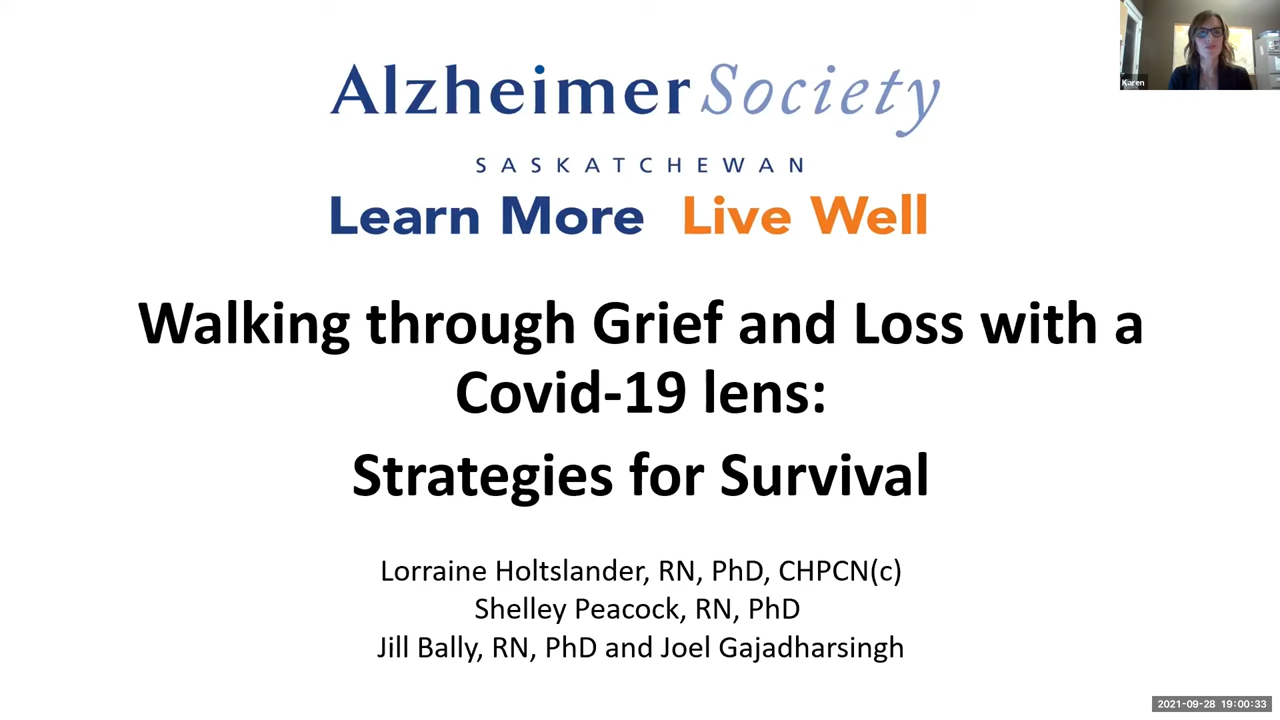 Alzheimer Society
SASKATCHEWAN
Learn More Live Well
Walking through Grief and Loss with a
Covid-19 lens:
Strategies for Survival
Lorraine Holtslander, RN, PhD, CHPCN(c)
Shelley Peacock, RN, PhD
Jill Bally, RN, PhD and Joel Gajadharsingh
Karen
2021-09-28 19:00:33